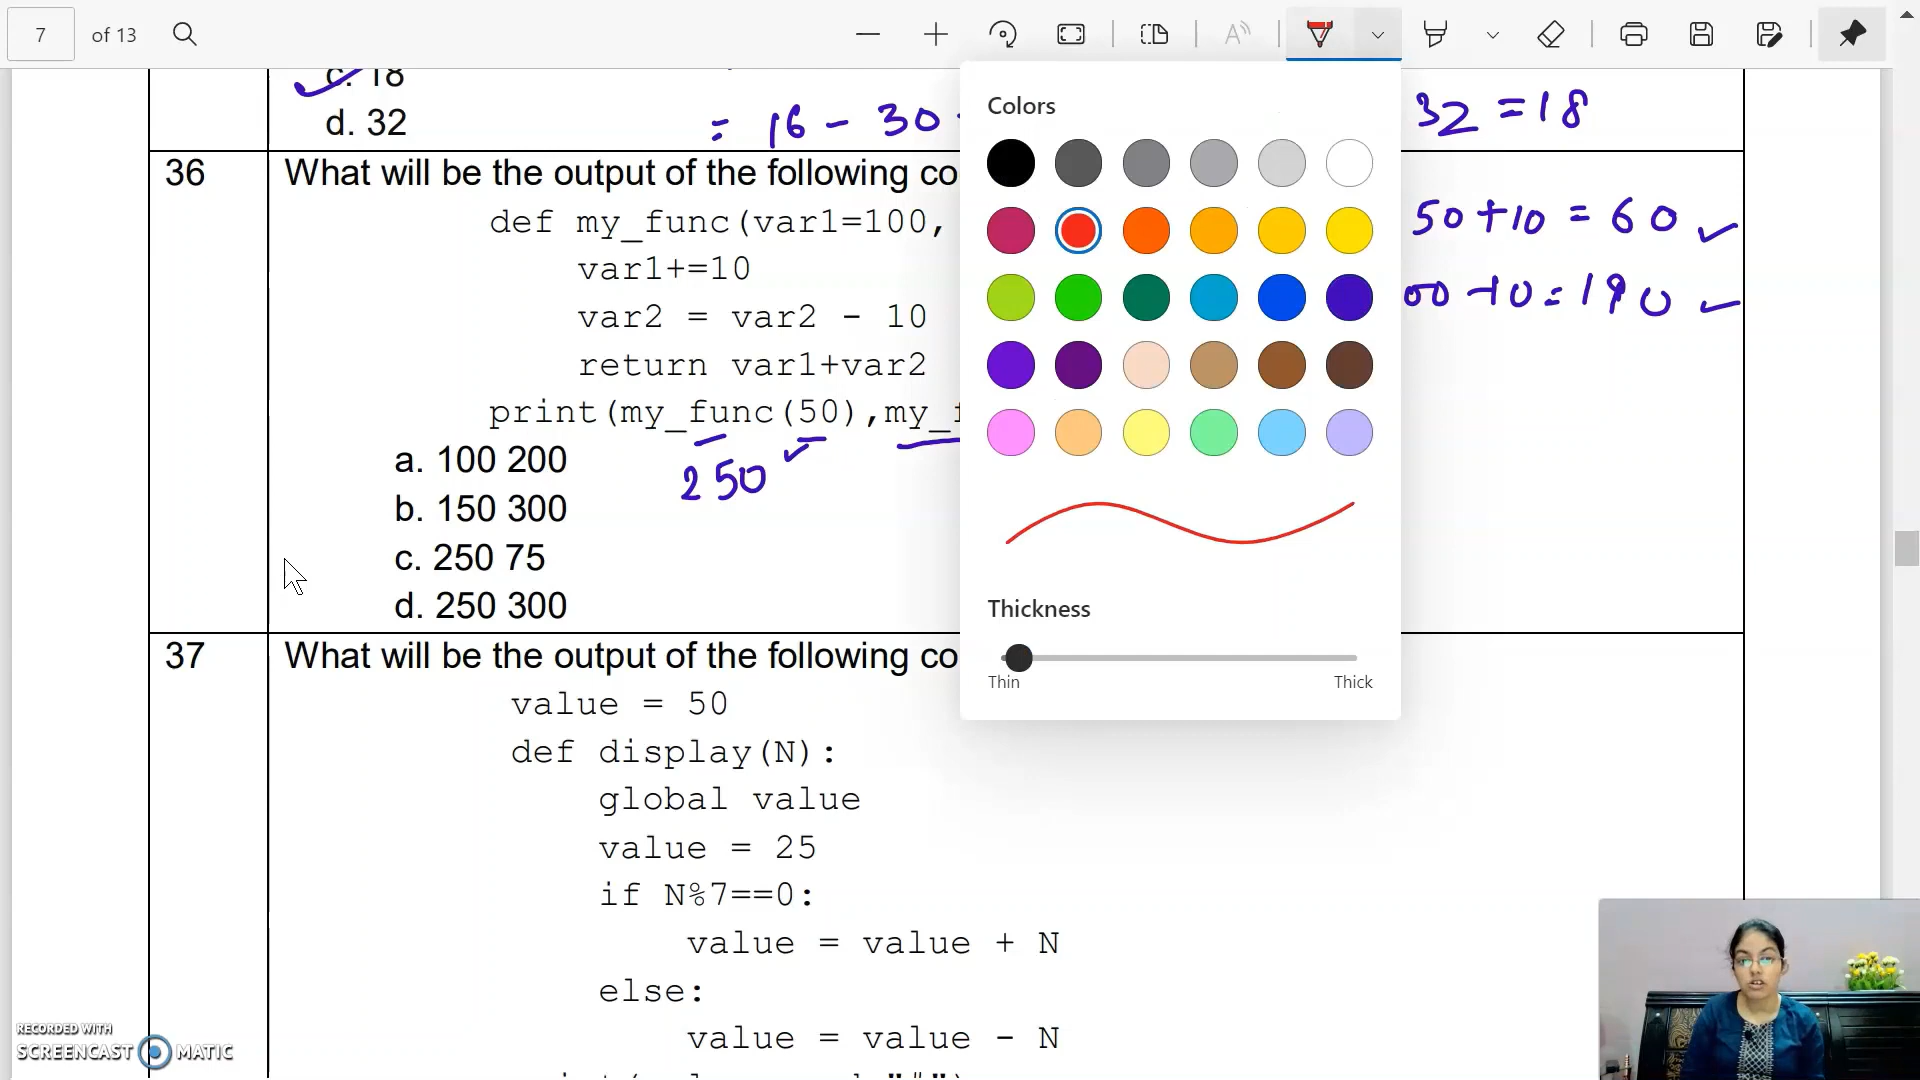 7 of 13
c. 18
d. 32
= 16 - 30
32 = 18
36 What will be the output of the following co
def my_func(var1=100,
var1+=10
var2 = var2 - 10
return var1+var2
print(my_func(50),my_f
50+10 = 60
00 -10 = 190
250
a. 100 200
b. 150 300
c. 250 75
d. 250 300
37 What will be the output of the following co
value = 50
def display(N):
global value
value = 25
if N%7==0:
value = value + N
else:
value = value - N
Colors
Thickness
Thin Thick
RECORDED WITH
SCREENCAST MATIC